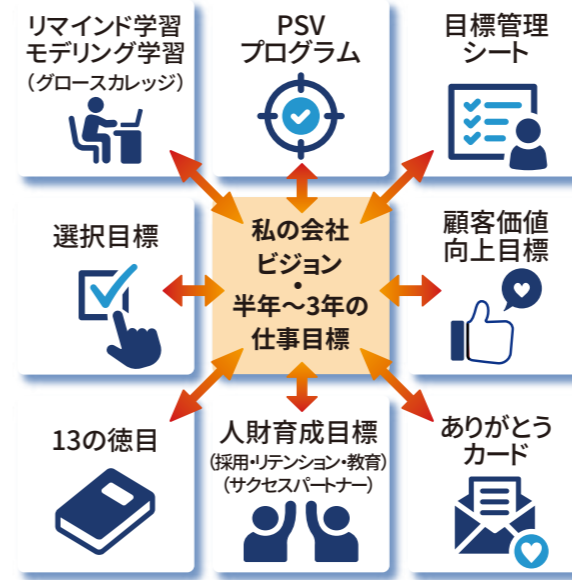 リマインド学習
モデリング学習
(グロースカレッジ)
PSV
プログラム
目標管理
シート
選択目標
私の会社
ビジョン
・
半年〜3年の
仕事目標
顧客価値
向上目標
13の徳目
人財育成目標
(採用・リテンション・教育)
(サクセスパートナー)
ありがとう
カード